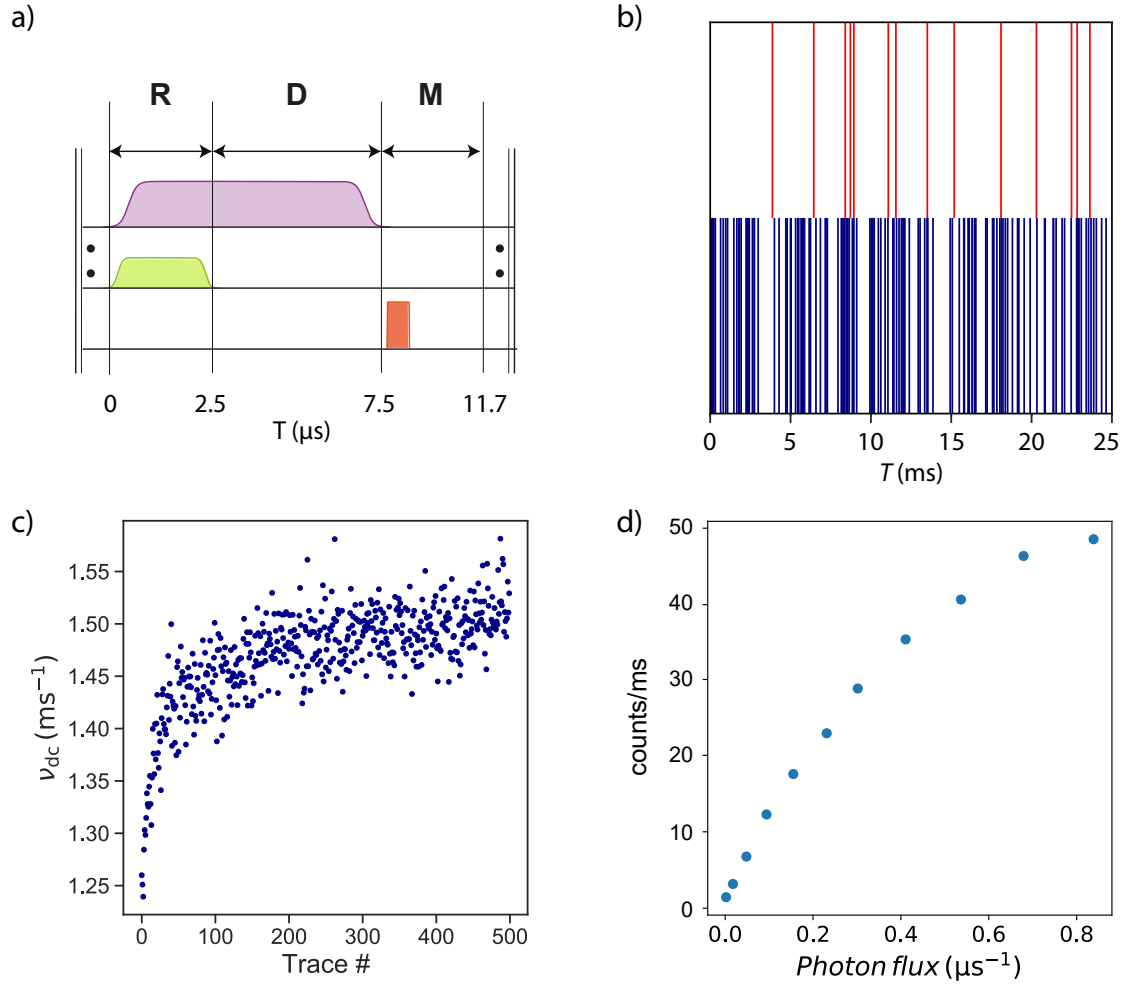 a)
R D M
0 2.5 7.5 11.7
T (μs)
b)
0 5 10 15 20 25
T (ms)
c)
1.55
1.50
1.45
1.40
1.35
1.30
1.25
ν_dc (ms⁻¹)
0 100 200 300 400 500
Trace #
d)
50
40
30
20
10
0
counts/ms
0.0 0.2 0.4 0.6 0.8
Photon flux (μs⁻¹)